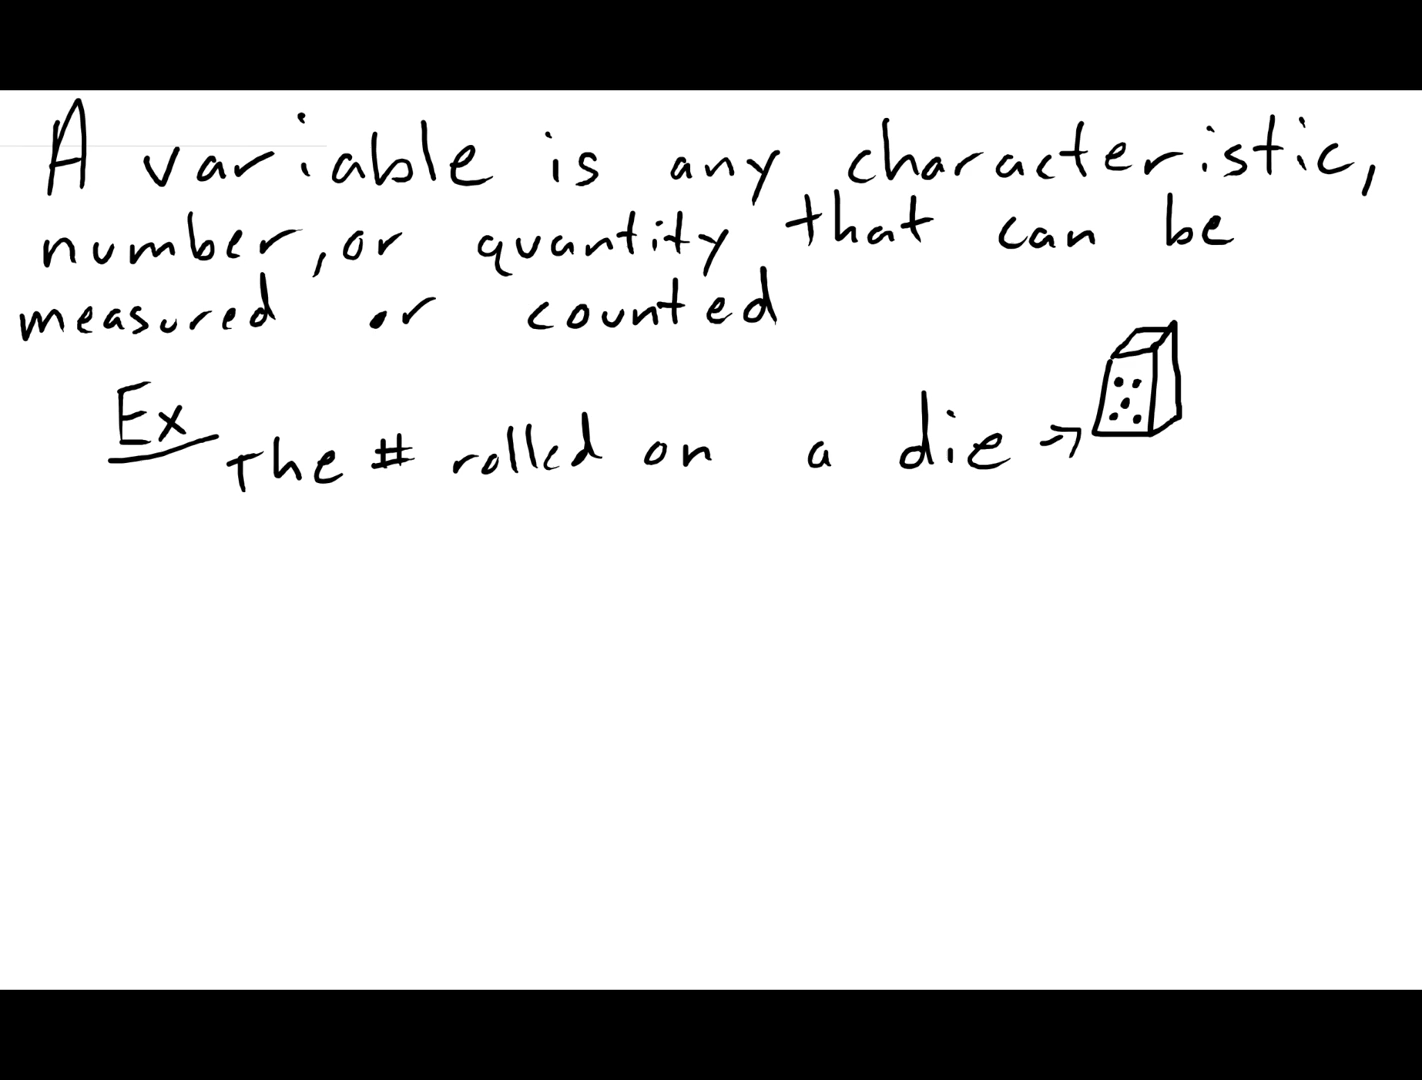 A variable is any characteristic,
number, or quantity that can be
measured or counted
Ex
The # rolled on a die →